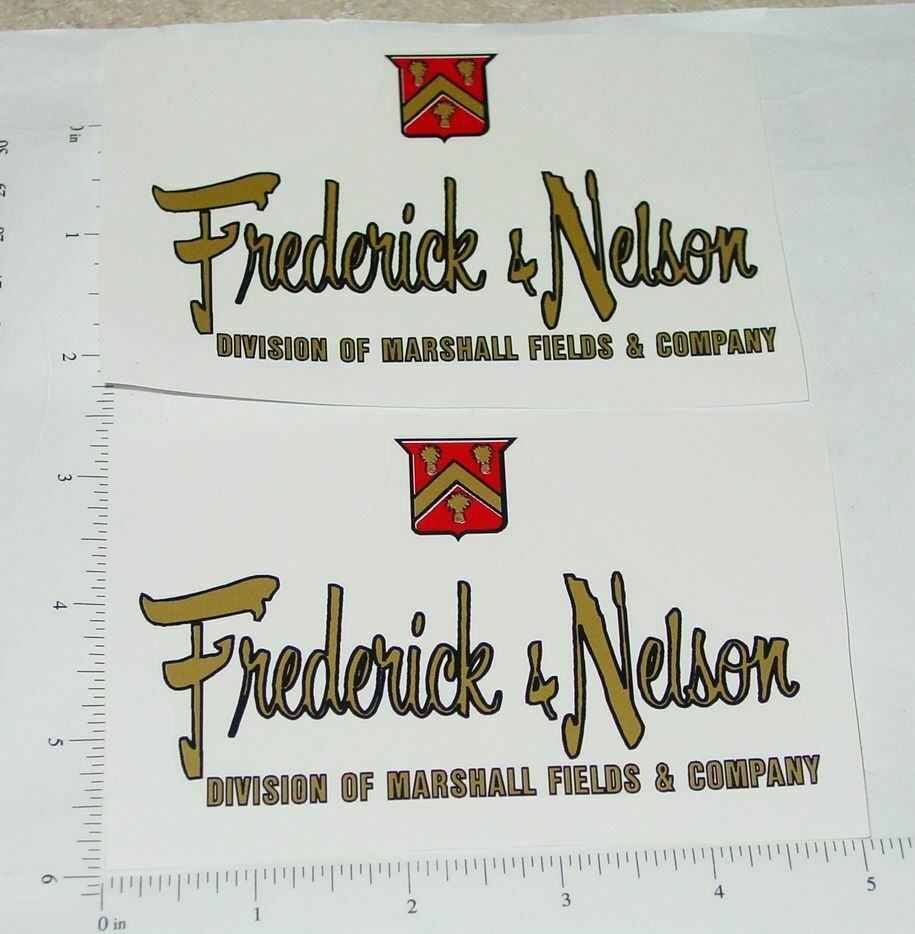 Frederick & Nelson
DIVISION OF MARSHALL FIELDS & COMPANY
Frederick & Nelson
DIVISION OF MARSHALL FIELDS & COMPANY
in
1
2
3
4
5
6
0 in
1
2
3
4
5